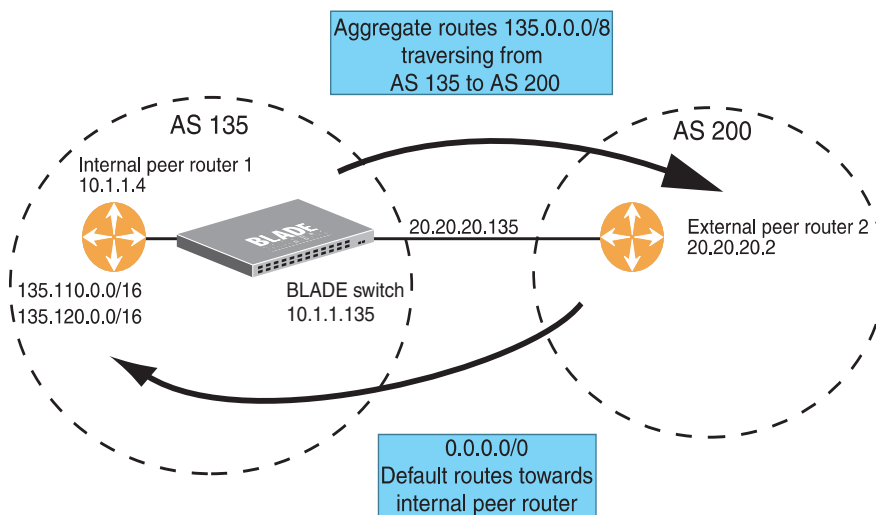 Aggregate routes 135.0.0.0/8
traversing from
AS 135 to AS 200
AS 135
AS 200
Internal peer router 1
10.1.1.4
BLADE
20.20.20.135
External peer router 2
20.20.20.2
135.110.0.0/16
135.120.0.0/16
BLADE switch
10.1.1.135
0.0.0.0/0
Default routes towards
internal peer router